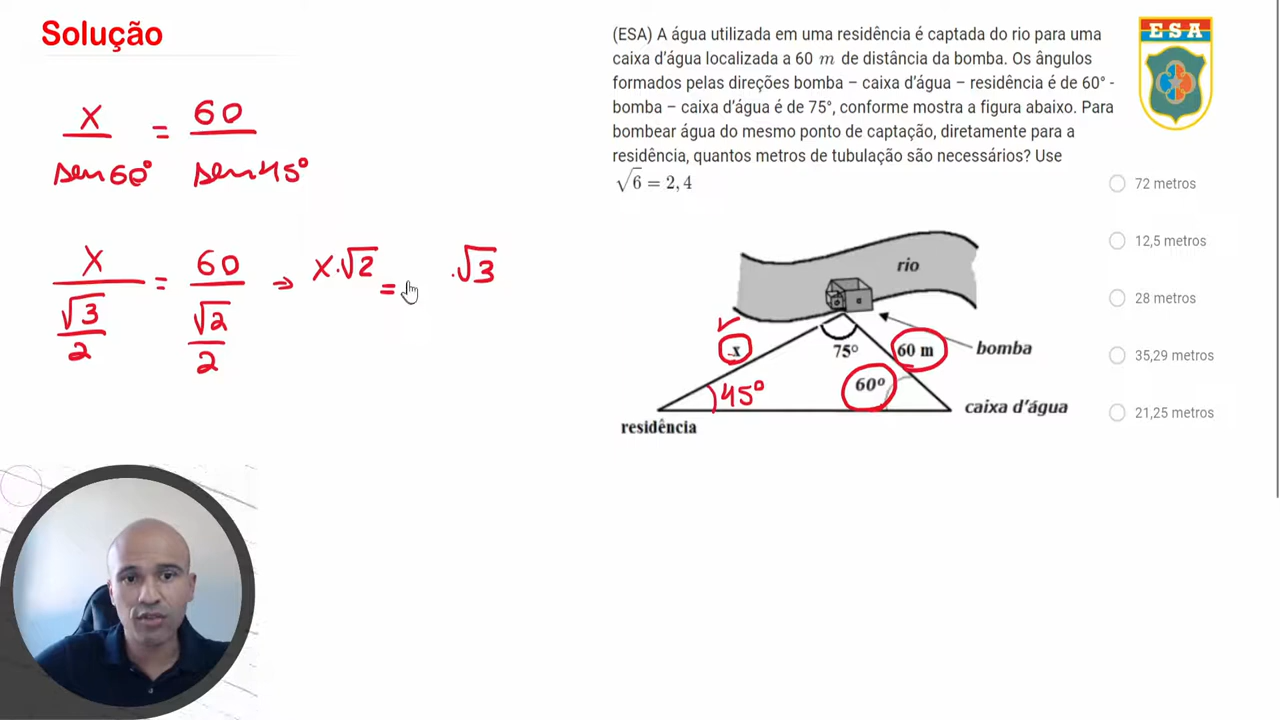 Solução
x/sen60° = 60/sen45°
x/(√3/2) = 60/(√2/2) → x·√2 = .√3
(ESA) A água utilizada em uma residência é captada do rio para uma
caixa d'água localizada a 60 m de distância da bomba. Os ângulos
formados pelas direções bomba – caixa d'água – residência é de 60° -
bomba – caixa d'água é de 75°, conforme mostra a figura abaixo. Para
bombear água do mesmo ponto de captação, diretamente para a
residência, quantos metros de tubulação são necessários? Use
√6 = 2, 4
ESA
72 metros
12,5 metros
28 metros
35,29 metros
21,25 metros
rio
x
75º
60 m
bomba
45º
60º
caixa d'água
residência